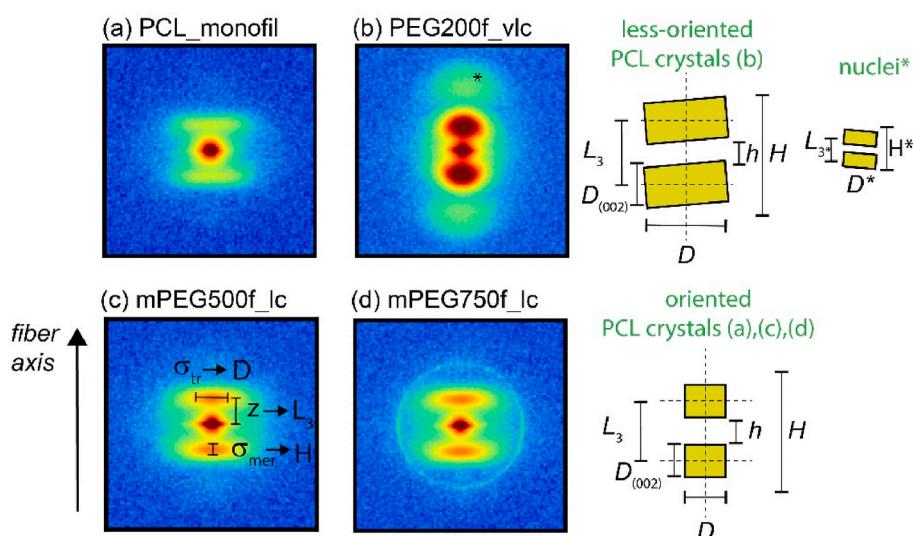 (a) PCL_monofil
(b) PEG200f_vlc
*
less-oriented
PCL crystals (b)
L3
D(002)
h
H
D
nuclei*
L3*
H*
D*
(c) mPEG500f_lc
(d) mPEG750f_lc
fiber
axis
σtr→D
z→L3
σmer→H
oriented
PCL crystals (a),(c),(d)
L3
D(002)
h
H
D